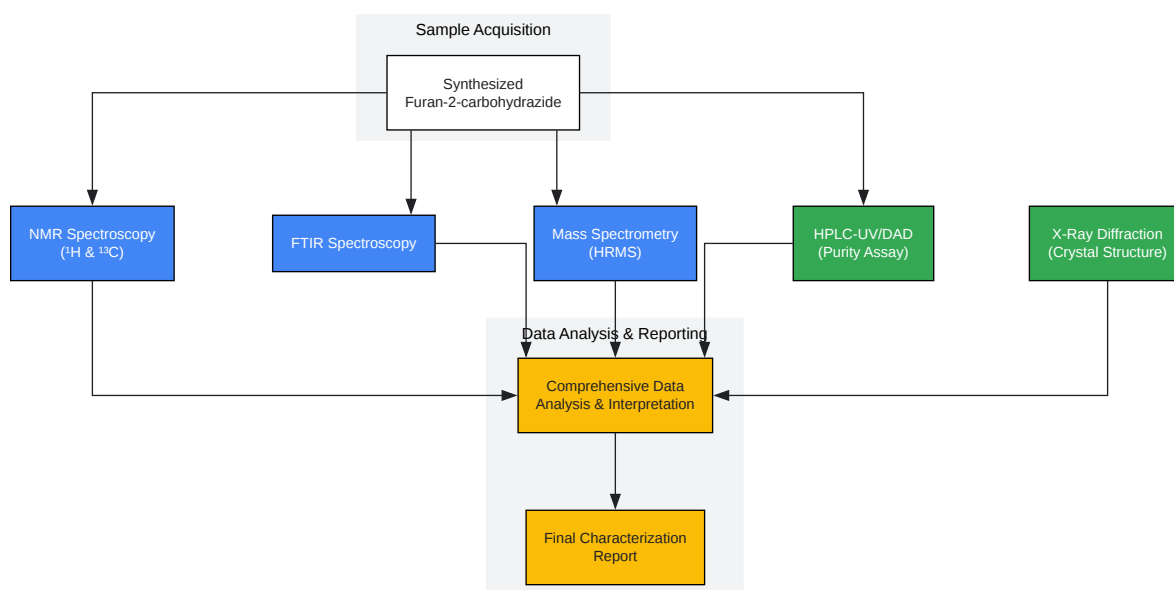 Sample Acquisition
Synthesized
Furan-2-carbohydrazide
NMR Spectroscopy
(¹H & ¹³C)
FTIR Spectroscopy
Mass Spectrometry
(HRMS)
HPLC-UV/DAD
(Purity Assay)
X-Ray Diffraction
(Crystal Structure)
Data Analysis & Reporting
Comprehensive Data
Analysis & Interpretation
Final Characterization
Report